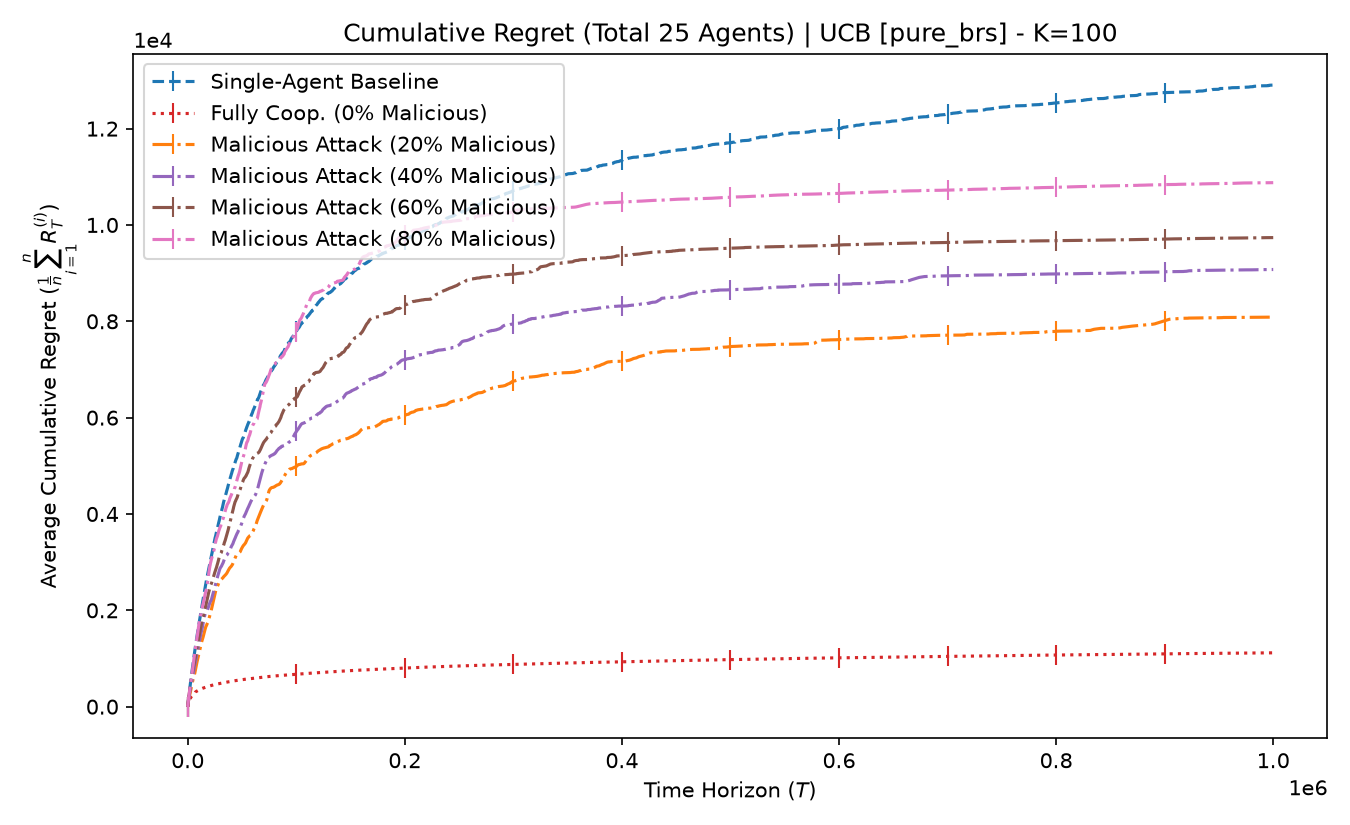 Cumulative Regret (Total 25 Agents) | UCB [pure_brs] - K=100
1e4
Single-Agent Baseline
Fully Coop. (0% Malicious)
Malicious Attack (20% Malicious)
Malicious Attack (40% Malicious)
Malicious Attack (60% Malicious)
Malicious Attack (80% Malicious)
Average Cumulative Regret ($\frac{1}{n}\sum_{i=1}^{n} R_T^{(i)}$)
1.2
1.0
0.8
0.6
0.4
0.2
0.0
0.0 0.2 0.4 0.6 0.8 1.0
1e6
Time Horizon (T)